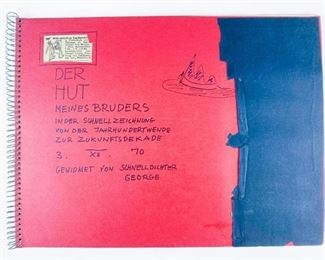 DER
HUT
MEINES BRUDERS
IN DER SCHNELLZEICHNUNG
VON DER JAHRHUNDERTWENDE
ZUR ZUKUNFTSDEKADE
3. XII. 70
GEWIDMET VON SCHNELLDICHTER
GEORGE